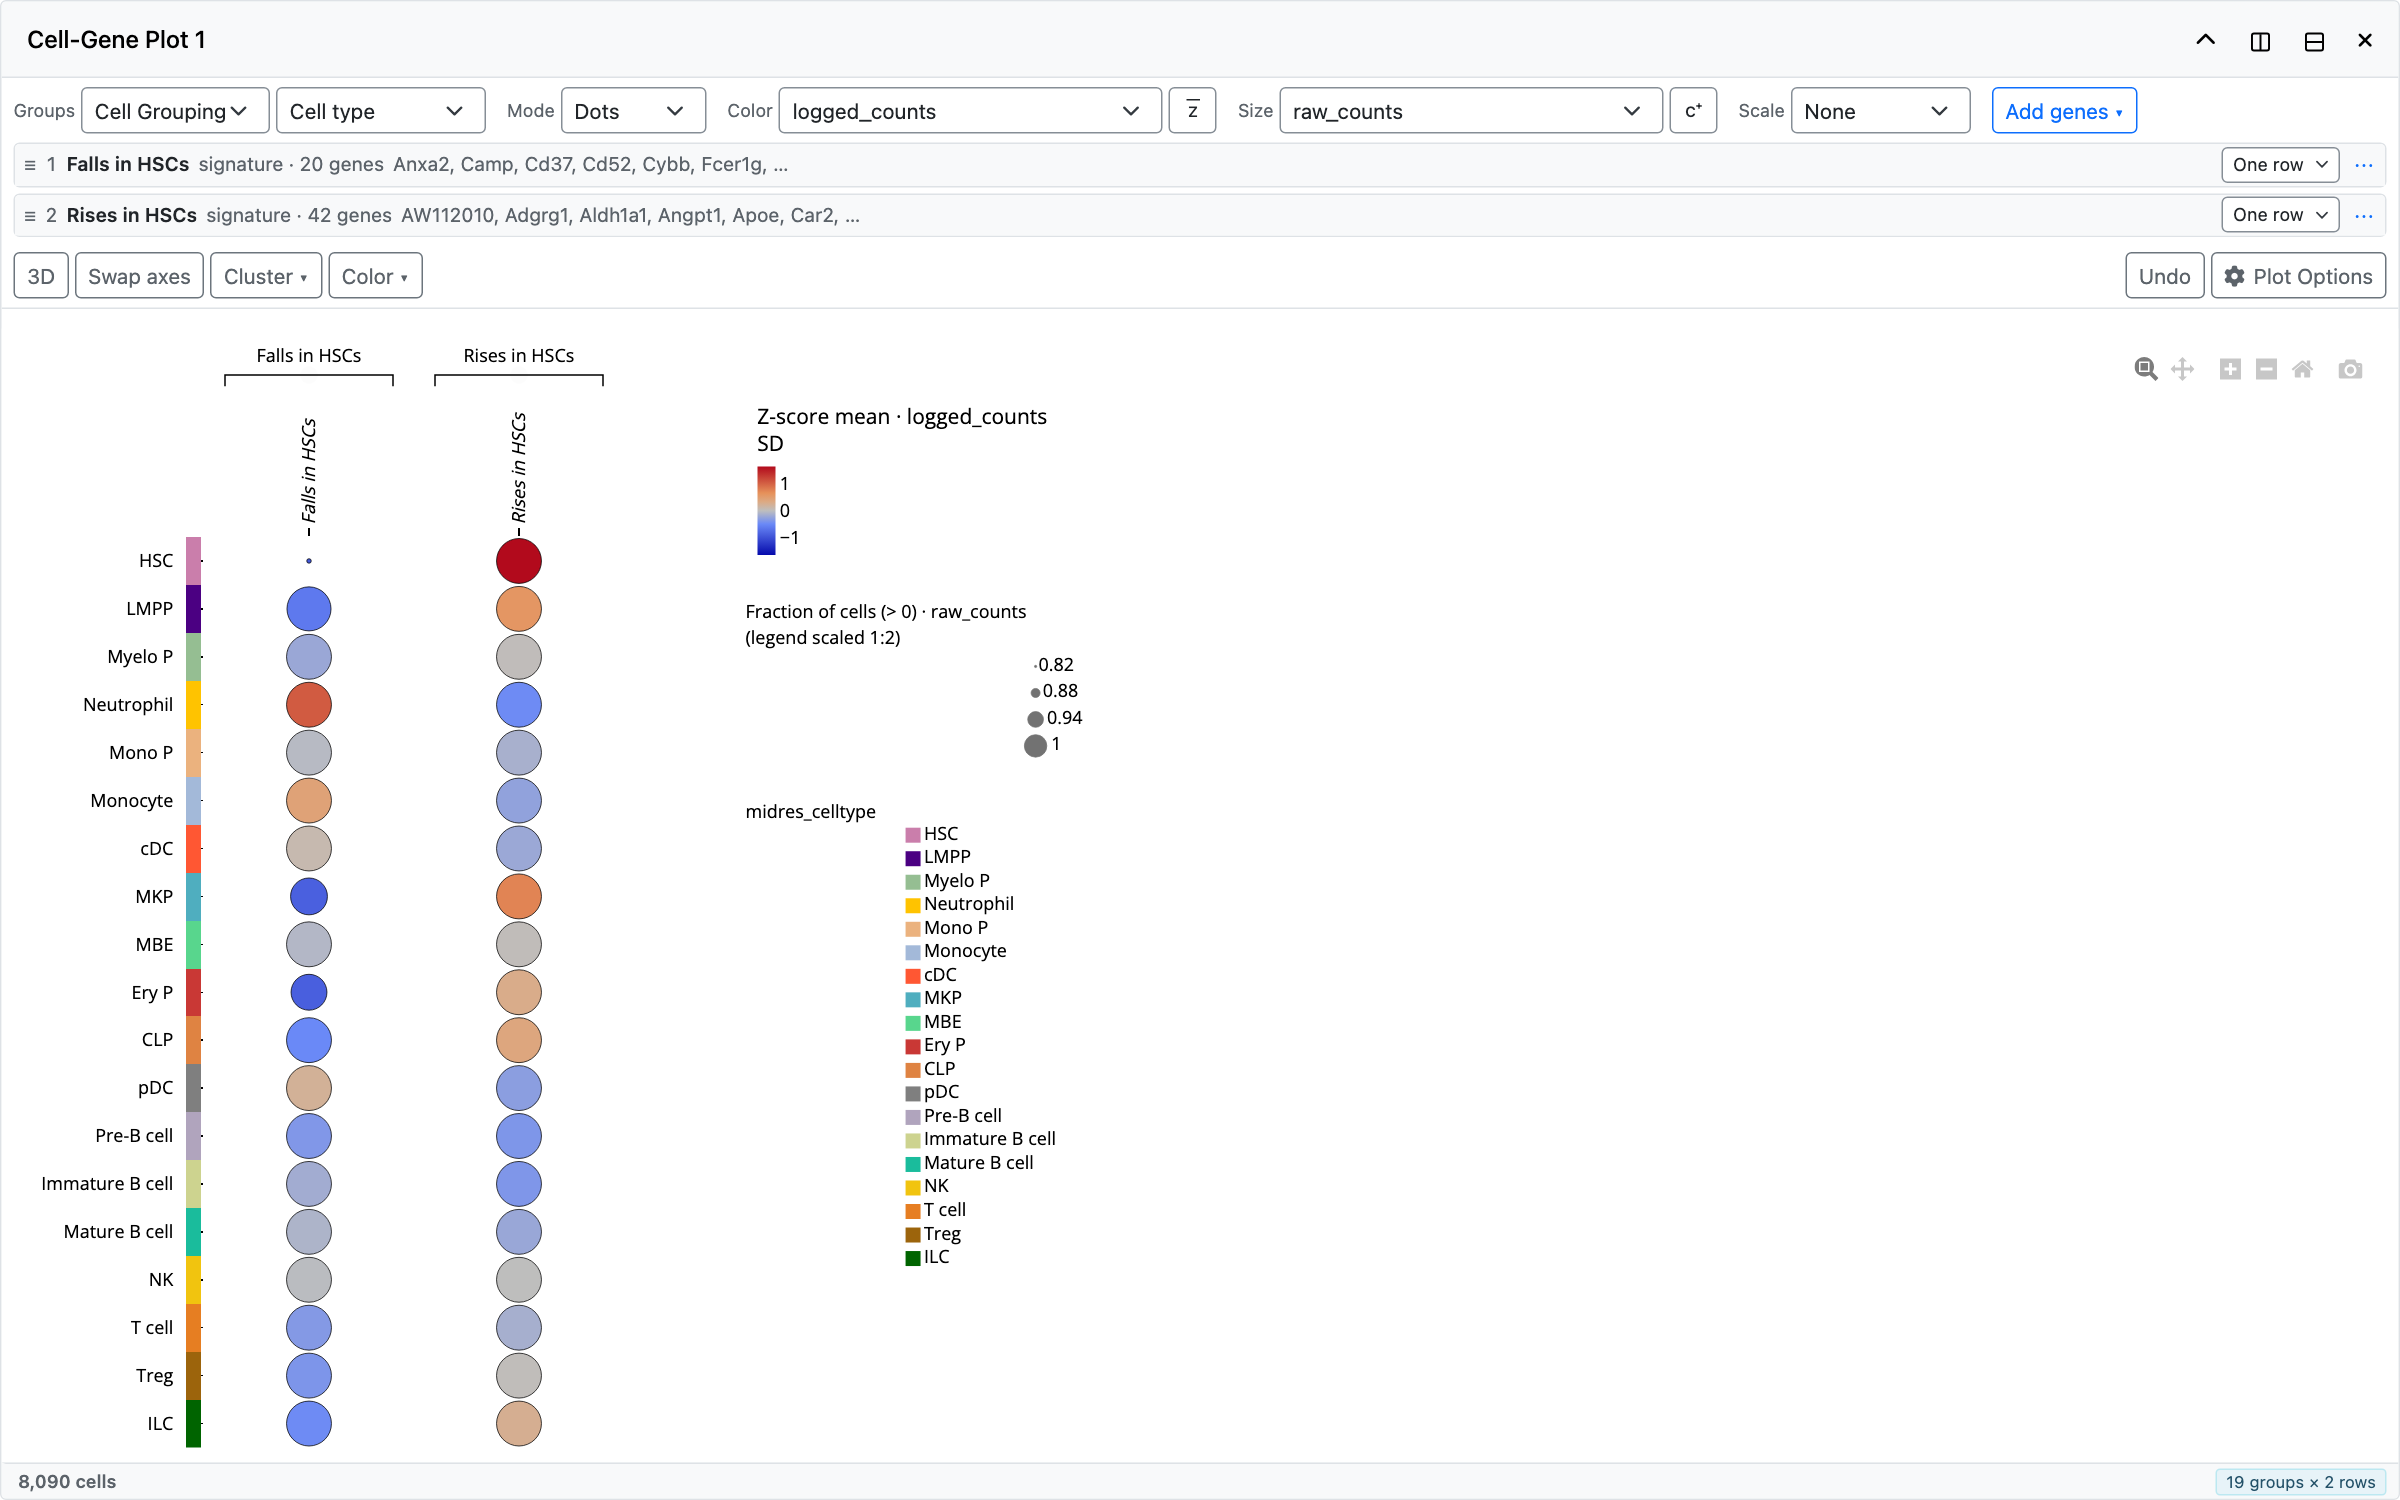 Cell-Gene Plot 1
Groups Cell Grouping Cell type Mode Dots Color logged_counts z Size raw_counts c+ Scale None Add genes ▾
≡ 1 Falls in HSCs signature · 20 genes Anxa2, Camp, Cd37, Cd52, Cybb, Fcer1g, ... One row ...
≡ 2 Rises in HSCs signature · 42 genes AW112010, Adgrg1, Aldh1a1, Angpt1, Apoe, Car2, ... One row ...
3D Swap axes Cluster ▾ Color ▾ Undo Plot Options
Falls in HSCs Rises in HSCs
Falls in HSCs
Rises in HSCs
HSC
LMPP
Myelo P
Neutrophil
Mono P
Monocyte
cDC
MKP
MBE
Ery P
CLP
pDC
Pre-B cell
Immature B cell
Mature B cell
NK
T cell
Treg
ILC
Z-score mean · logged_counts
SD
1
0
−1
Fraction of cells (> 0) · raw_counts
(legend scaled 1:2)
0.82
0.88
0.94
1
midres_celltype
HSC
LMPP
Myelo P
Neutrophil
Mono P
Monocyte
cDC
MKP
MBE
Ery P
CLP
pDC
Pre-B cell
Immature B cell
Mature B cell
NK
T cell
Treg
ILC
8,090 cells
19 groups × 2 rows